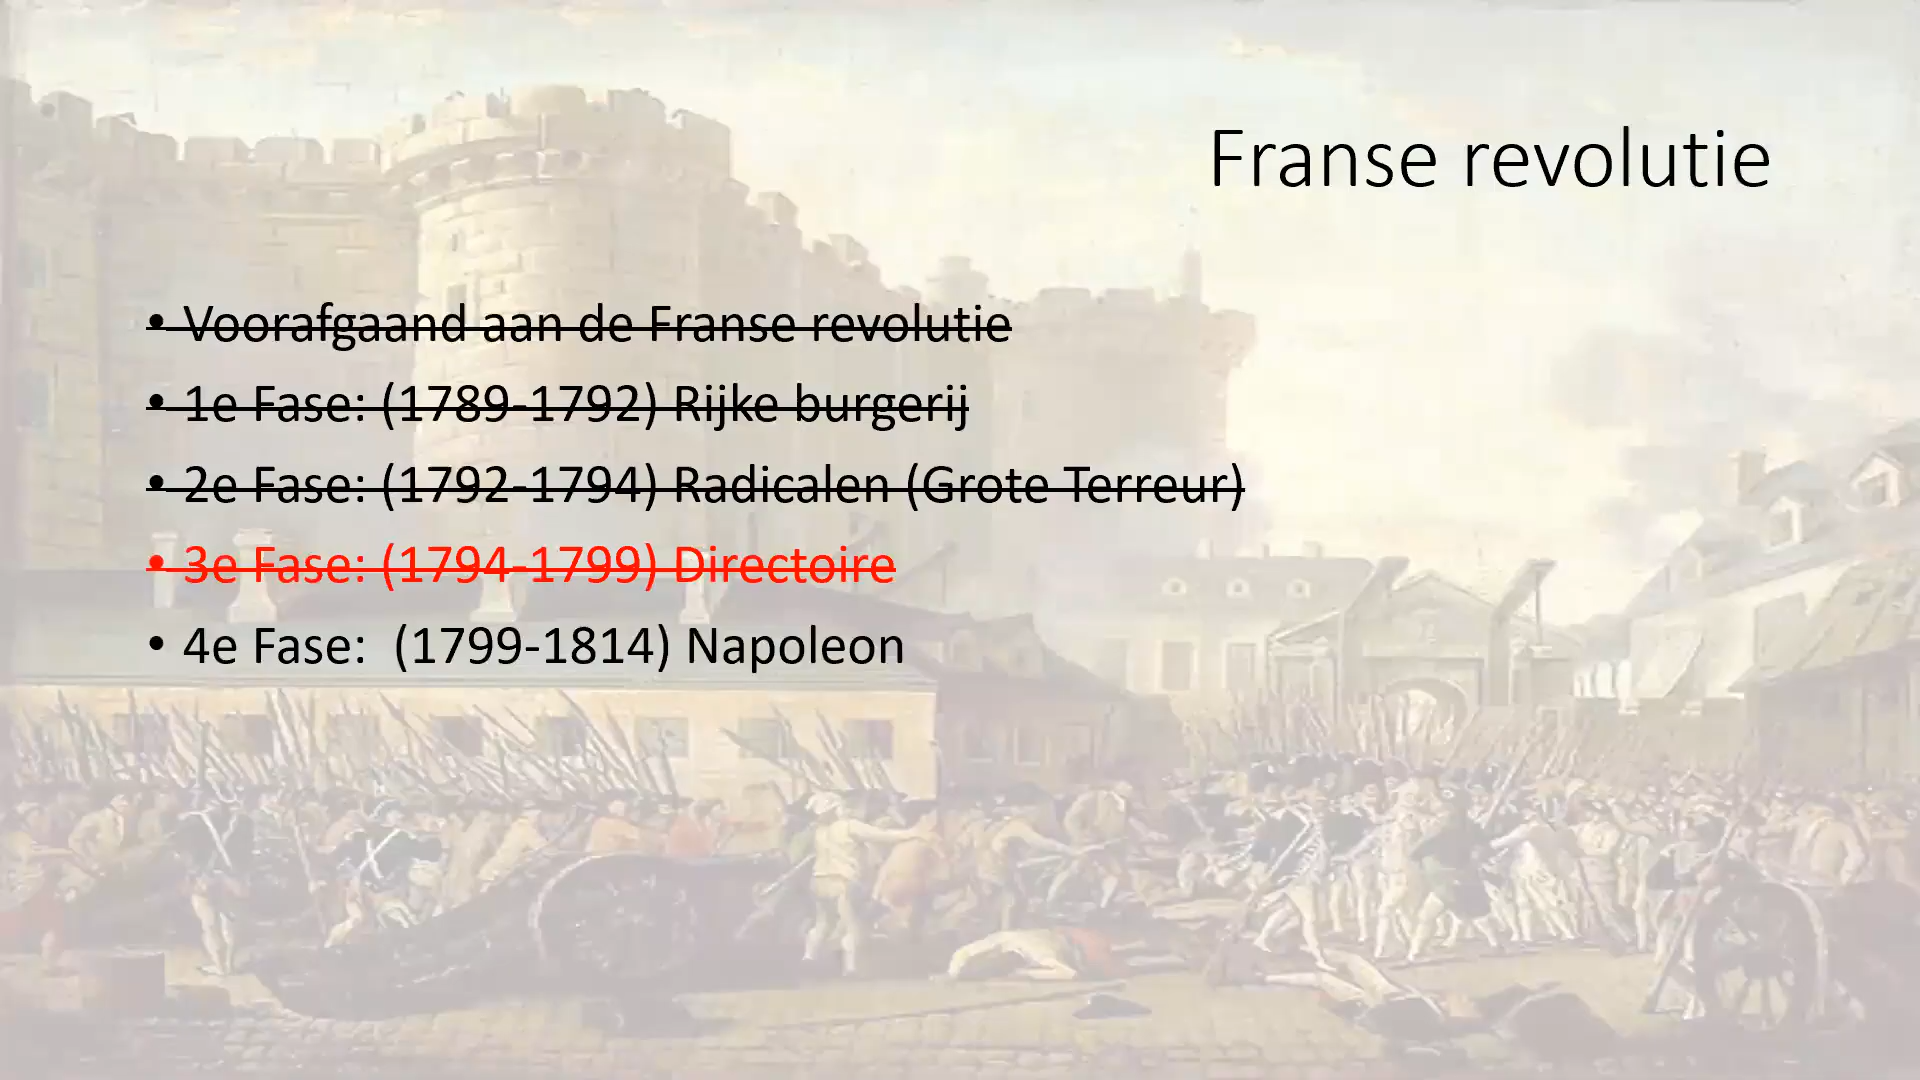 Franse revolutie
• Voorafgaand aan de Franse revolutie
• 1e Fase: (1789-1792) Rijke burgerij
• 2e Fase: (1792-1794) Radicalen (Grote Terreur)
• 3e Fase: (1794-1799) Directoire
• 4e Fase:  (1799-1814) Napoleon